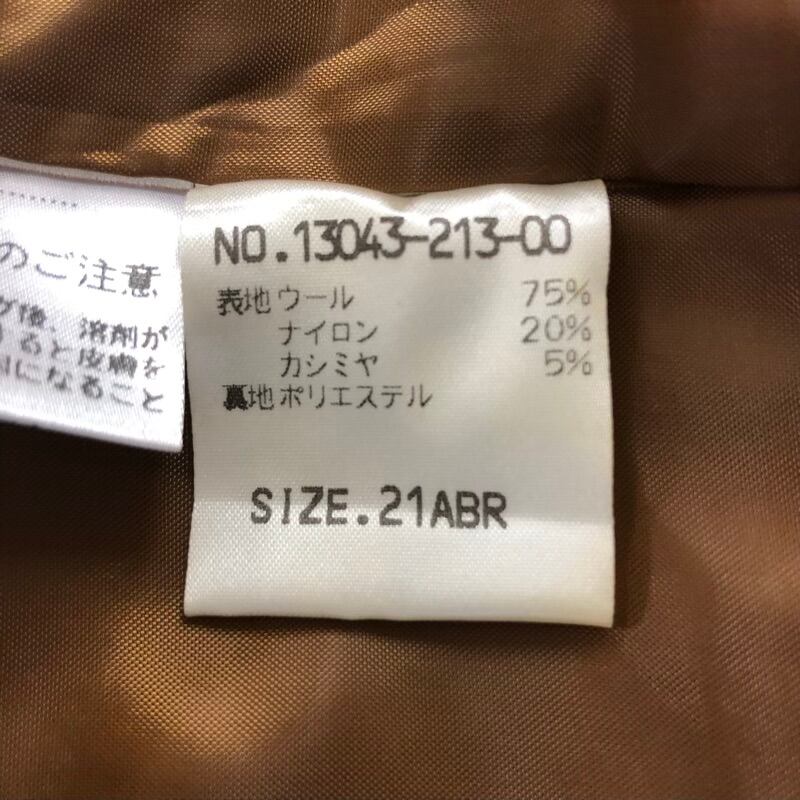 のご注意
グ後、溶剤が
すると皮膚を
因になること
NO.13043-213-00
表地ウール 75%
ナイロン 20%
カシミヤ 5%
裏地ポリエステル
SIZE.21ABR